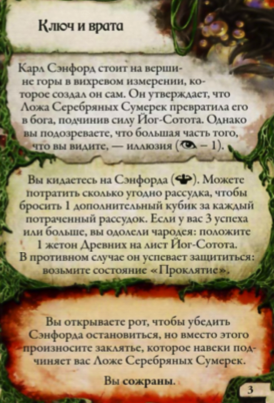 Ключ и врата
Карл Сэнфорд стоит на верши-
не горы в вихревом измерении, ко-
торое создал он сам. Он утверждает, что
Ложа Серебряных Сумерек превратила его
в бога, подчинив силу Йог-Сотота. Однако
вы подозреваете, что большая часть того,
что вы видите, — иллюзия ( – 1).
Вы кидаетесь на Сэнфорда ( ). Можете
потратить сколько угодно рассудка, чтобы
бросить 1 дополнительный кубик за каждый
потраченный рассудок. Если у вас 3 успеха
или больше, вы одолели чародея: положите
1 жетон Древних на лист Йог-Сотота.
В противном случае он успевает защититься:
возьмите состояние «Проклятие».
Вы открываете рот, чтобы убедить
Сэнфорда остановиться, но вместо этого
произносите заклятье, которое навеки под-
чиняет вас Ложе Серебряных Сумерек.
Вы сожраны.
3